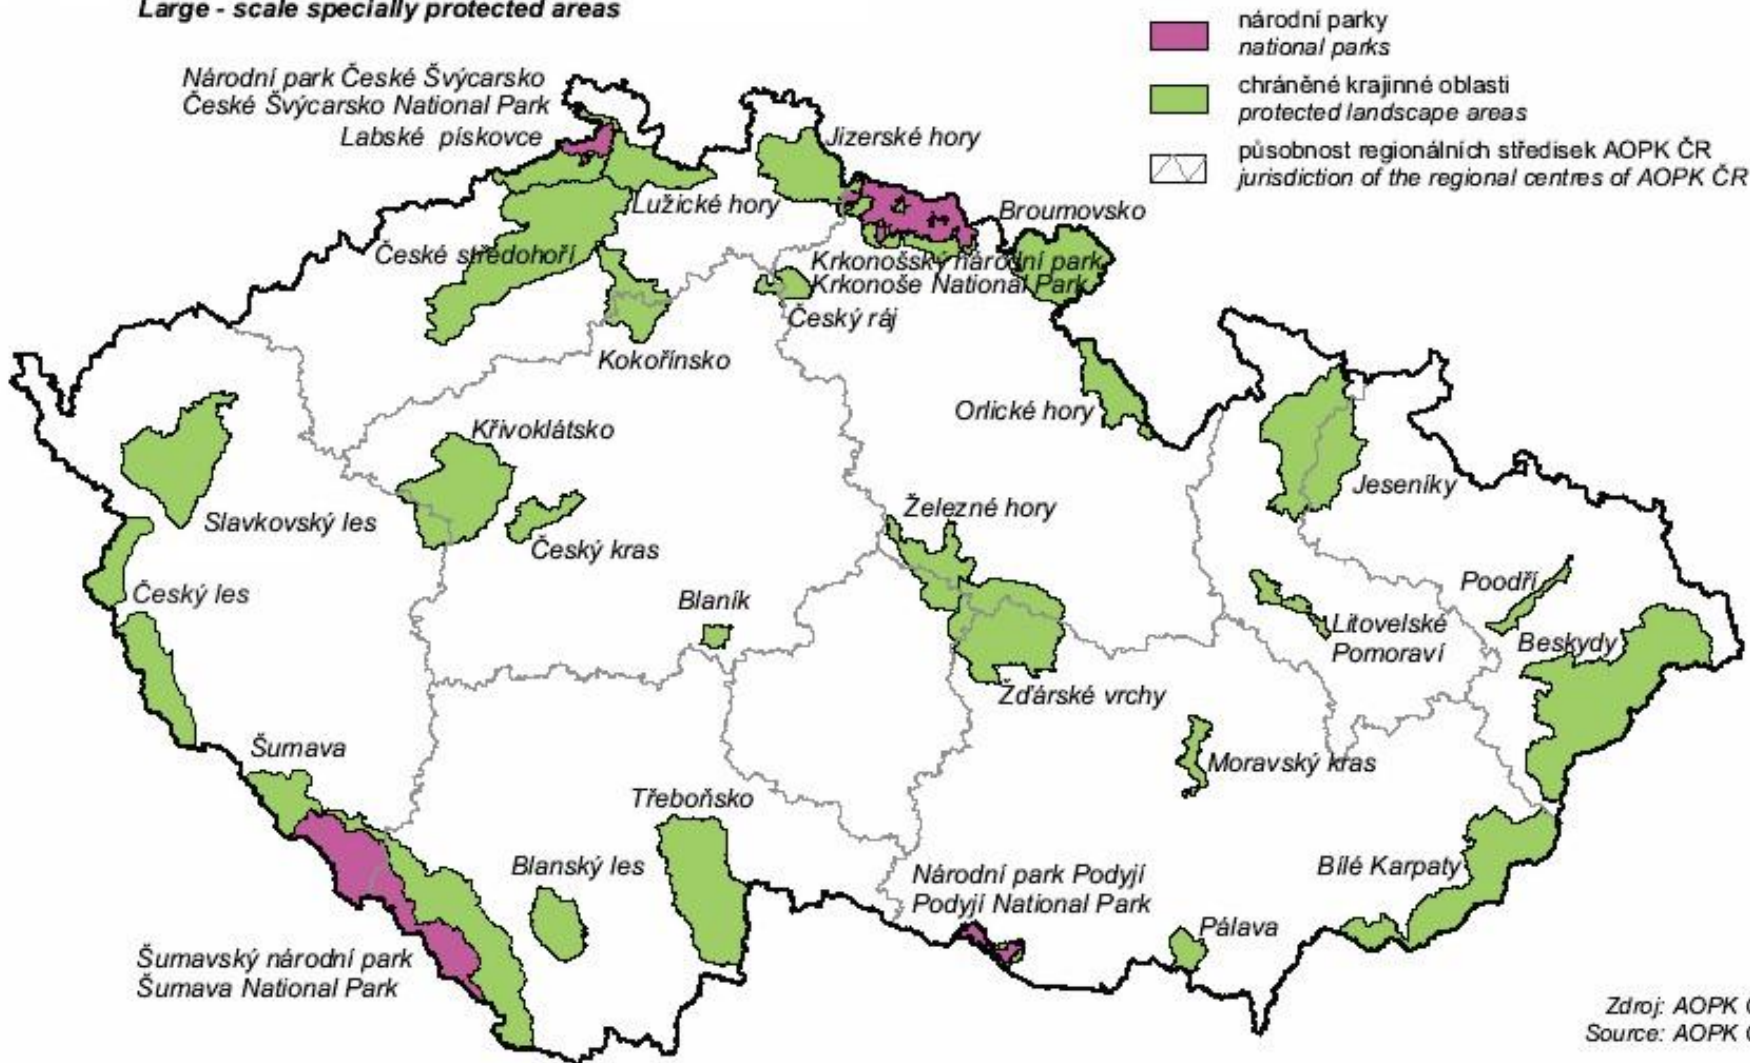 Large - scale specially protected areas
národní parky
national parks
chráněné krajinné oblasti
protected landscape areas
působnost regionálních středisek AOPK ČR
jurisdiction of the regional centres of AOPK ČR
Národní park České Švýcarsko
České Švýcarsko National Park
Labské pískovce
Jizerské hory
Lužické hory
Broumovsko
České středohoří
Krkonošský národní park
Krkonoše National Park
Český ráj
Kokořínsko
Orlické hory
Křivoklátsko
Jeseníky
Slavkovský les
Železné hory
Český kras
Český les
Poodří
Blaník
Litovelské
Pomoraví
Beskydy
Žďárské vrchy
Šumava
Moravský kras
Třeboňsko
Blanský les
Národní park Podyjí
Podyjí National Park
Bílé Karpaty
Pálava
Šumavský národní park
Šumava National Park
Zdroj: AOPK
Source: AOPK